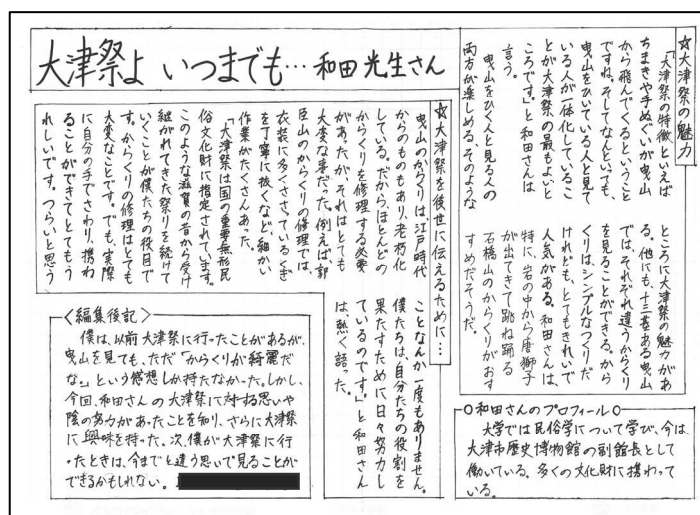 大津祭よ いつまでも… 和田光生さん
☆大津祭の魅力
「大津祭の特徴といえば
ちまきや手ぬぐいが曳山
から飛んでくるということ
ですね。そしてなんといっても、
曳山をひいている人と見て
いる人が一体化しているこ
とが大津祭の最もよいと
ころです」と和田さんは
言う。
曳山をひく人と見る人の
両方が楽しめる、そのような
ところに大津祭の魅力があ
る。他にも、十三基ある曳山
では、それぞれ違うからくり
を見ることができる。から
くりはシンプルなつくりだ
けれども、とてもきれいで
人気がある。和田さんは、
特に、岩の中から唐獅子
が出てきて跳ね踊る
石橋山のからくりがおす
すめだそうだ。
☆大津祭を後世に伝えるために…
曳山のからくりは、江戸時代
からのものもあり、老朽化
している。だから、ほとんどの
からくりを修理する必要
があったが、それはとても
大変な事だった。例えば、郭
巨山のからくりの修理では、
衣装に多くささっているくぎ
を丁寧に抜くなど、細かい
作業がたくさんあった。
「大津祭は国の重要無形民
俗文化財に指定されています。
このような滋賀の昔から受け
継がれてきた祭りを続けて
いくことが僕たちの役目で
す。からくりの修理はとても
大変なことです。でも、実際
に自分の手でさわり、携わ
ることができてとてもう
れしいです。つらいと思う
ことなんか一度もありません。
僕たちは、自分たちの役割を
果たすために日々努力し
ているのです。」と和田さん
は、熱く語った。
○和田さんのプロフィール○
大学では民俗学について学び、今は、
大津市歴史博物館の副館長として
働いている。多くの文化財に携わって
いる。
〈編集後記〉
僕は、以前大津祭に行ったことがあるが、
曳山を見ても、ただ「からくりが綺麗だ
な。」という感想しか持たなかった。しかし、
今回、和田さんの大津祭に対する思いや
陰の努力があったことを知り、さらに大津祭
に興味を持った。次、僕が大津祭に行
ったときは、今までと違う思いで見ることが
できるかもしれない。